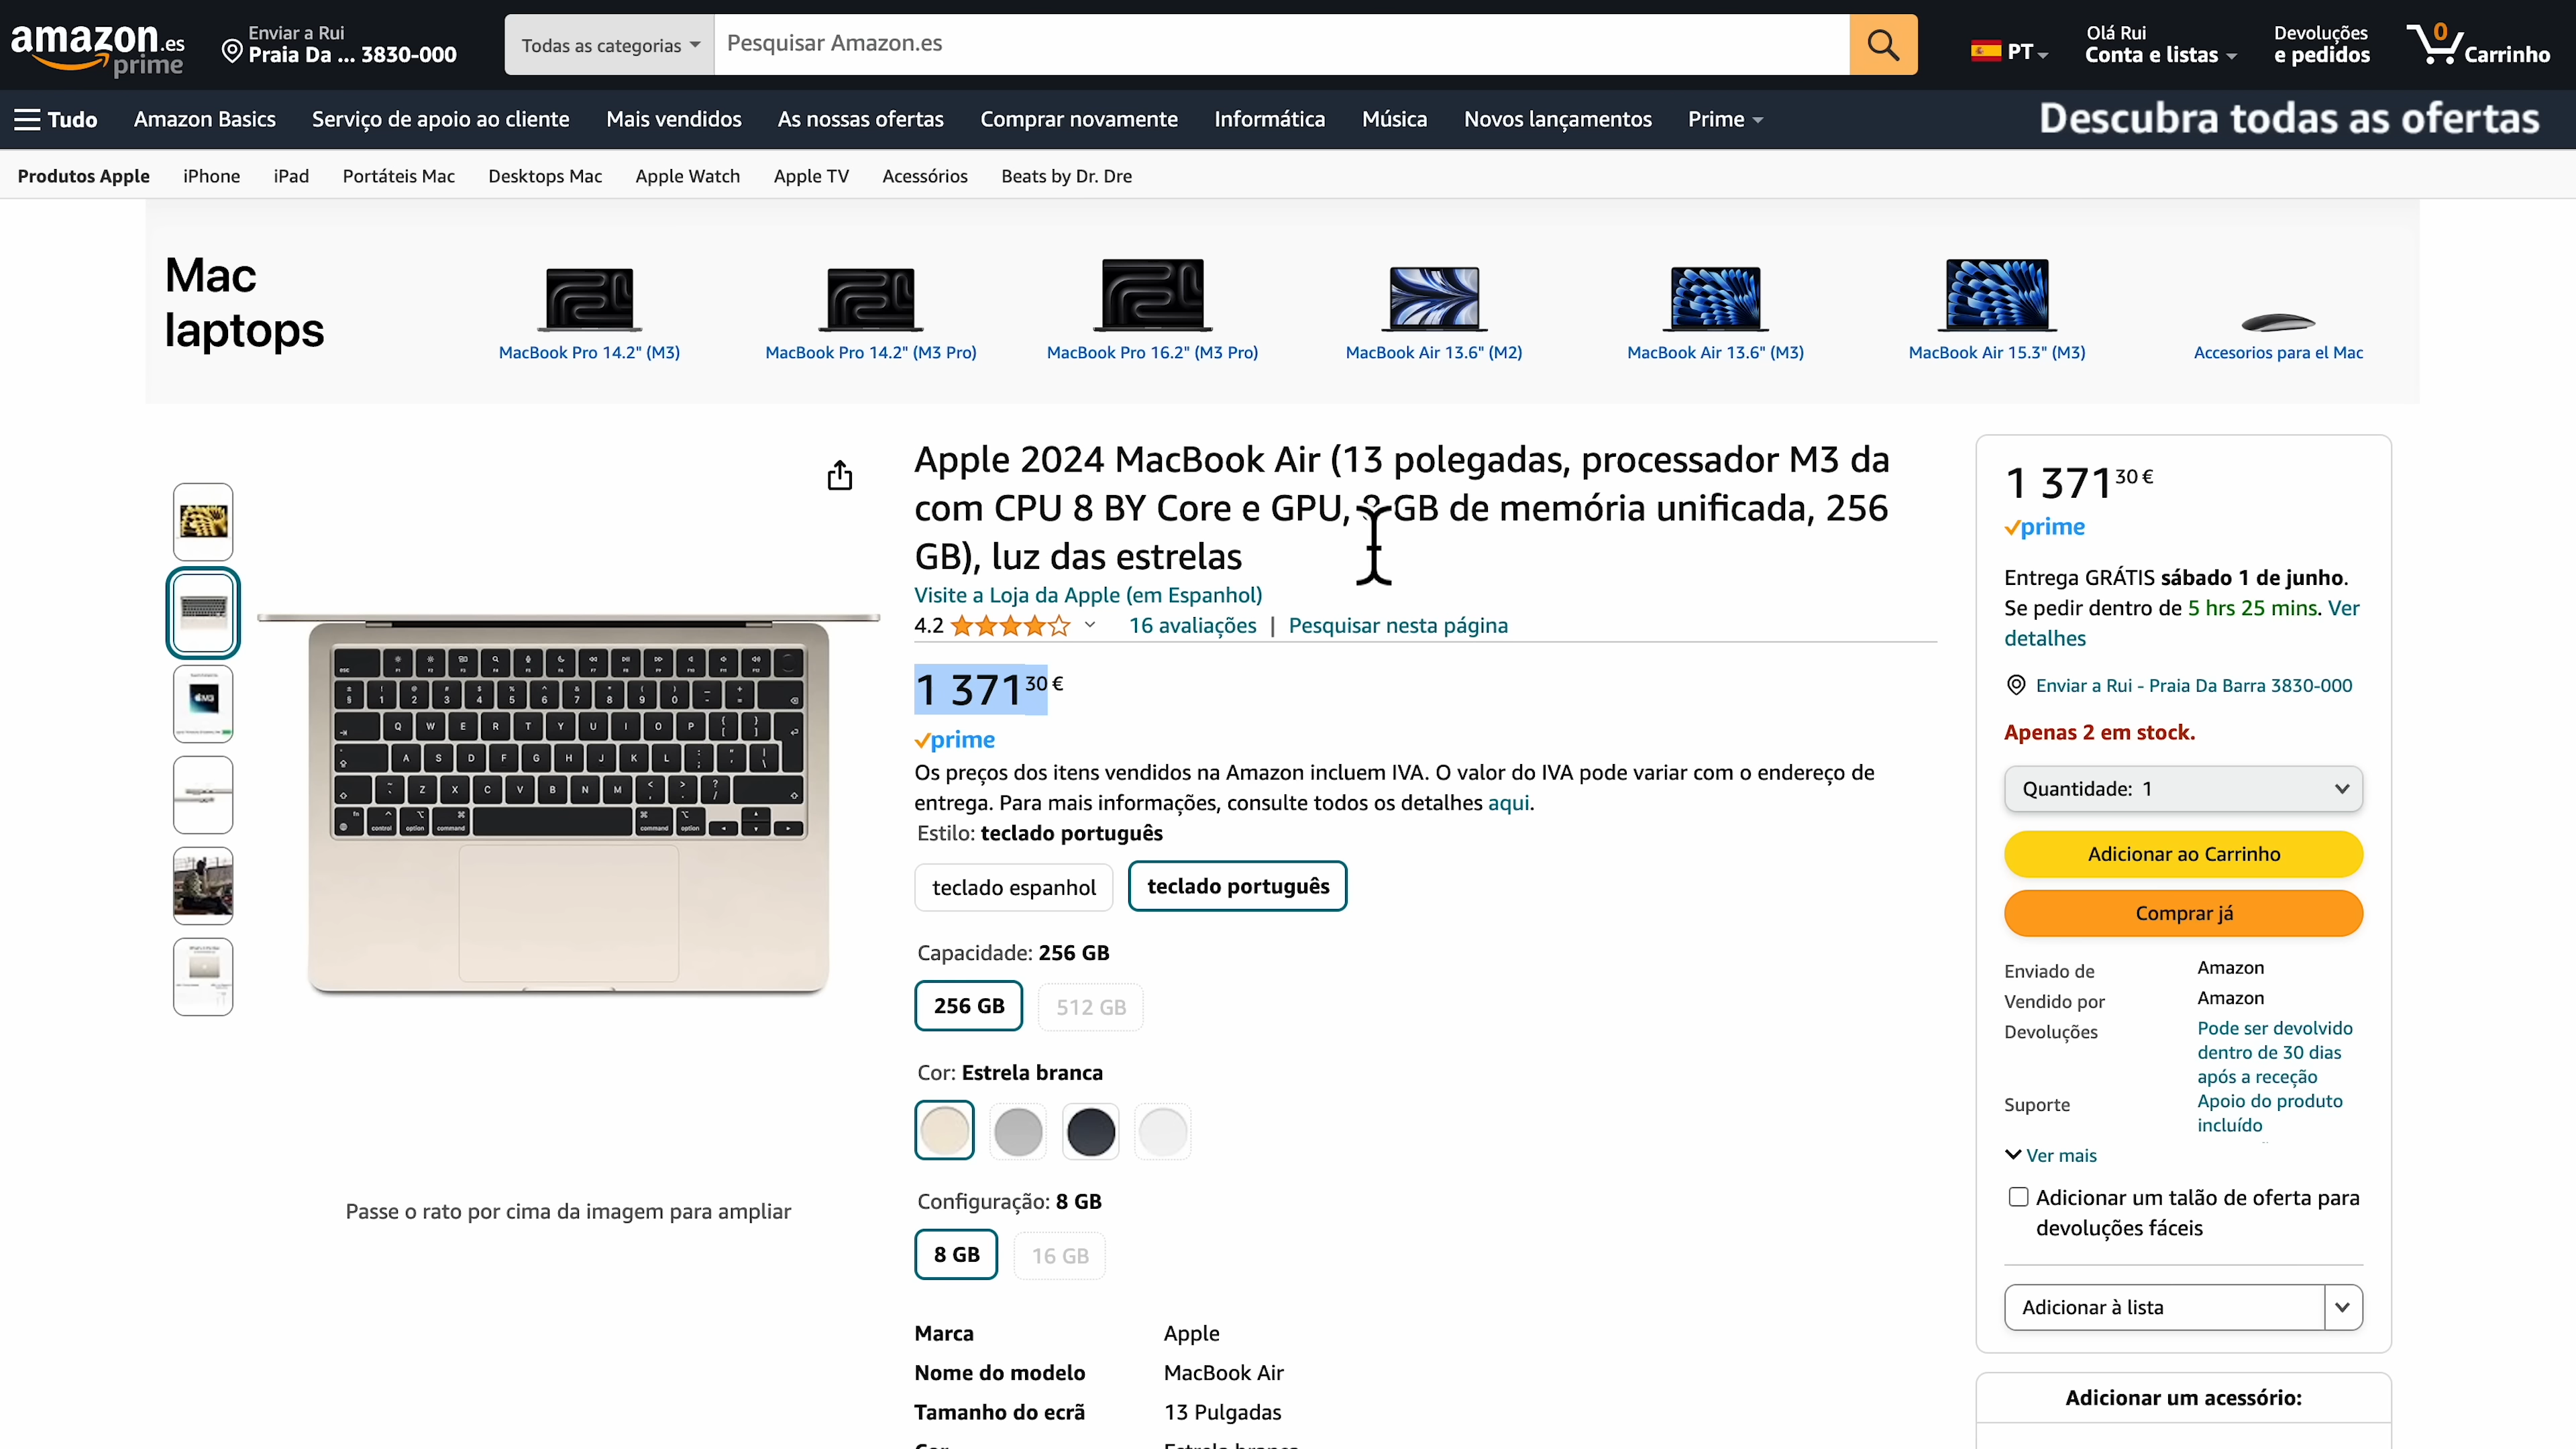 amazon.es
prime
Enviar a Rui
Praia Da ... 3830-000
Todas as categorias
Pesquisar Amazon.es
PT
Olá Rui
Conta e listas
Devoluções
e pedidos
0
Carrinho
Tudo
Amazon Basics
Serviço de apoio ao cliente
Mais vendidos
As nossas ofertas
Comprar novamente
Informática
Música
Novos lançamentos
Prime
Descubra todas as ofertas
Produtos Apple
iPhone
iPad
Portáteis Mac
Desktops Mac
Apple Watch
Apple TV
Acessórios
Beats by Dr. Dre
Mac
laptops
MacBook Pro 14.2" (M3)
MacBook Pro 14.2" (M3 Pro)
MacBook Pro 16.2" (M3 Pro)
MacBook Air 13.6" (M2)
MacBook Air 13.6" (M3)
MacBook Air 15.3" (M3)
Accesorios para el Mac
Passe o rato por cima da imagem para ampliar
Apple 2024 MacBook Air (13 polegadas, processador M3 da
com CPU 8 BY Core e GPU, 8 GB de memória unificada, 256
GB), luz das estrelas
Visite a Loja da Apple (em Espanhol)
4.2
16 avaliações | Pesquisar nesta página
1 371 30 €
prime
Os preços dos itens vendidos na Amazon incluem IVA. O valor do IVA pode variar com o endereço de
entrega. Para mais informações, consulte todos os detalhes aqui.
Estilo: teclado português
teclado espanhol
teclado português
Capacidade: 256 GB
256 GB
512 GB
Cor: Estrela branca
Configuração: 8 GB
8 GB
16 GB
Marca Apple
Nome do modelo MacBook Air
Tamanho do ecrã 13 Pulgadas
1 371 30 €
prime
Entrega GRÁTIS sábado 1 de junho.
Se pedir dentro de 5 hrs 25 mins. Ver
detalhes
Enviar a Rui - Praia Da Barra 3830-000
Apenas 2 em stock.
Quantidade: 1
Adicionar ao Carrinho
Comprar já
Enviado de Amazon
Vendido por Amazon
Devoluções Pode ser devolvido
dentro de 30 dias
após a receção
Suporte Apoio do produto
incluído
Ver mais
Adicionar um talão de oferta para
devoluções fáceis
Adicionar à lista
Adicionar um acessório: